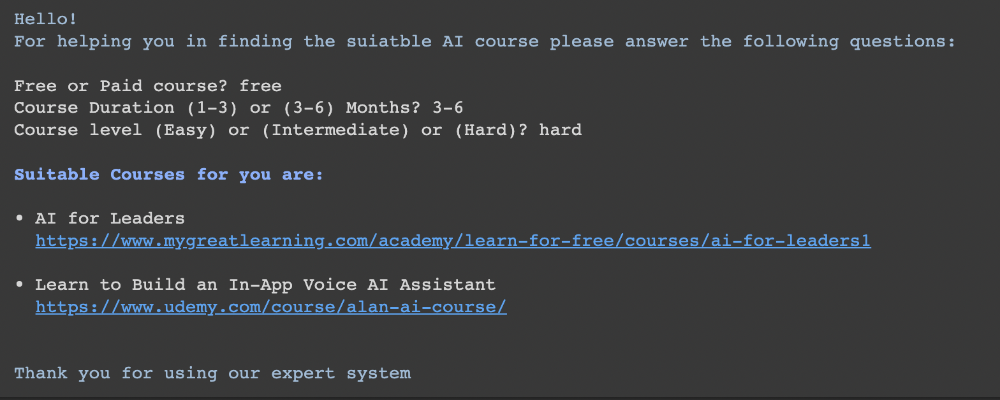 Hello!
For helping you in finding the suiatble AI course please answer the following questions:
Free or Paid course? free
Course Duration (1-3) or (3-6) Months? 3-6
Course level (Easy) or (Intermediate) or (Hard)? hard
Suitable Courses for you are:
• AI for Leaders
https://www.mygreatlearning.com/academy/learn-for-free/courses/ai-for-leaders1
• Learn to Build an In-App Voice AI Assistant
https://www.udemy.com/course/alan-ai-course/
Thank you for using our expert system